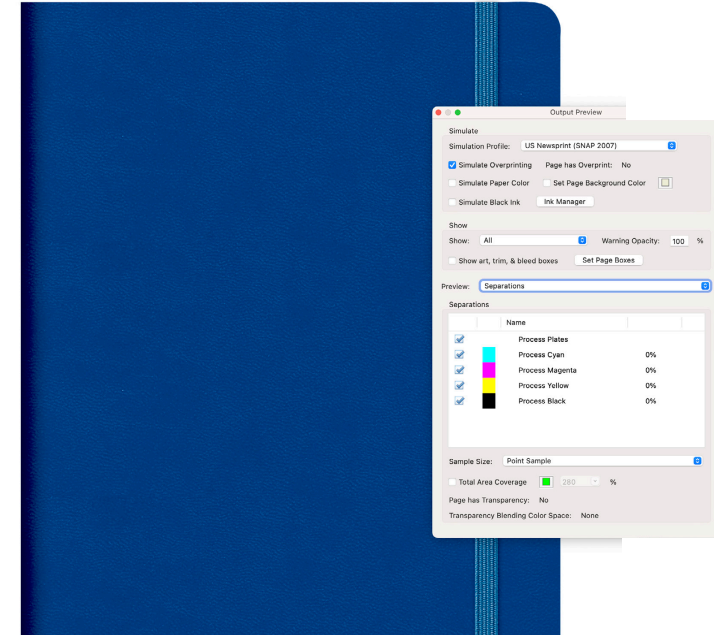 Output Preview
Simulate
Simulation Profile: US Newsprint (SNAP 2007)
Simulate Overprinting Page has Overprint: No
Simulate Paper Color Set Page Background Color
Simulate Black Ink Ink Manager
Show
Show: All Warning Opacity: 100 %
Show art, trim, & bleed boxes Set Page Boxes
Preview: Separations
Separations
Name
Process Plates
Process Cyan 0%
Process Magenta 0%
Process Yellow 0%
Process Black 0%
Sample Size: Point Sample
Total Area Coverage 280 %
Page has Transparency: No
Transparency Blending Color Space: None